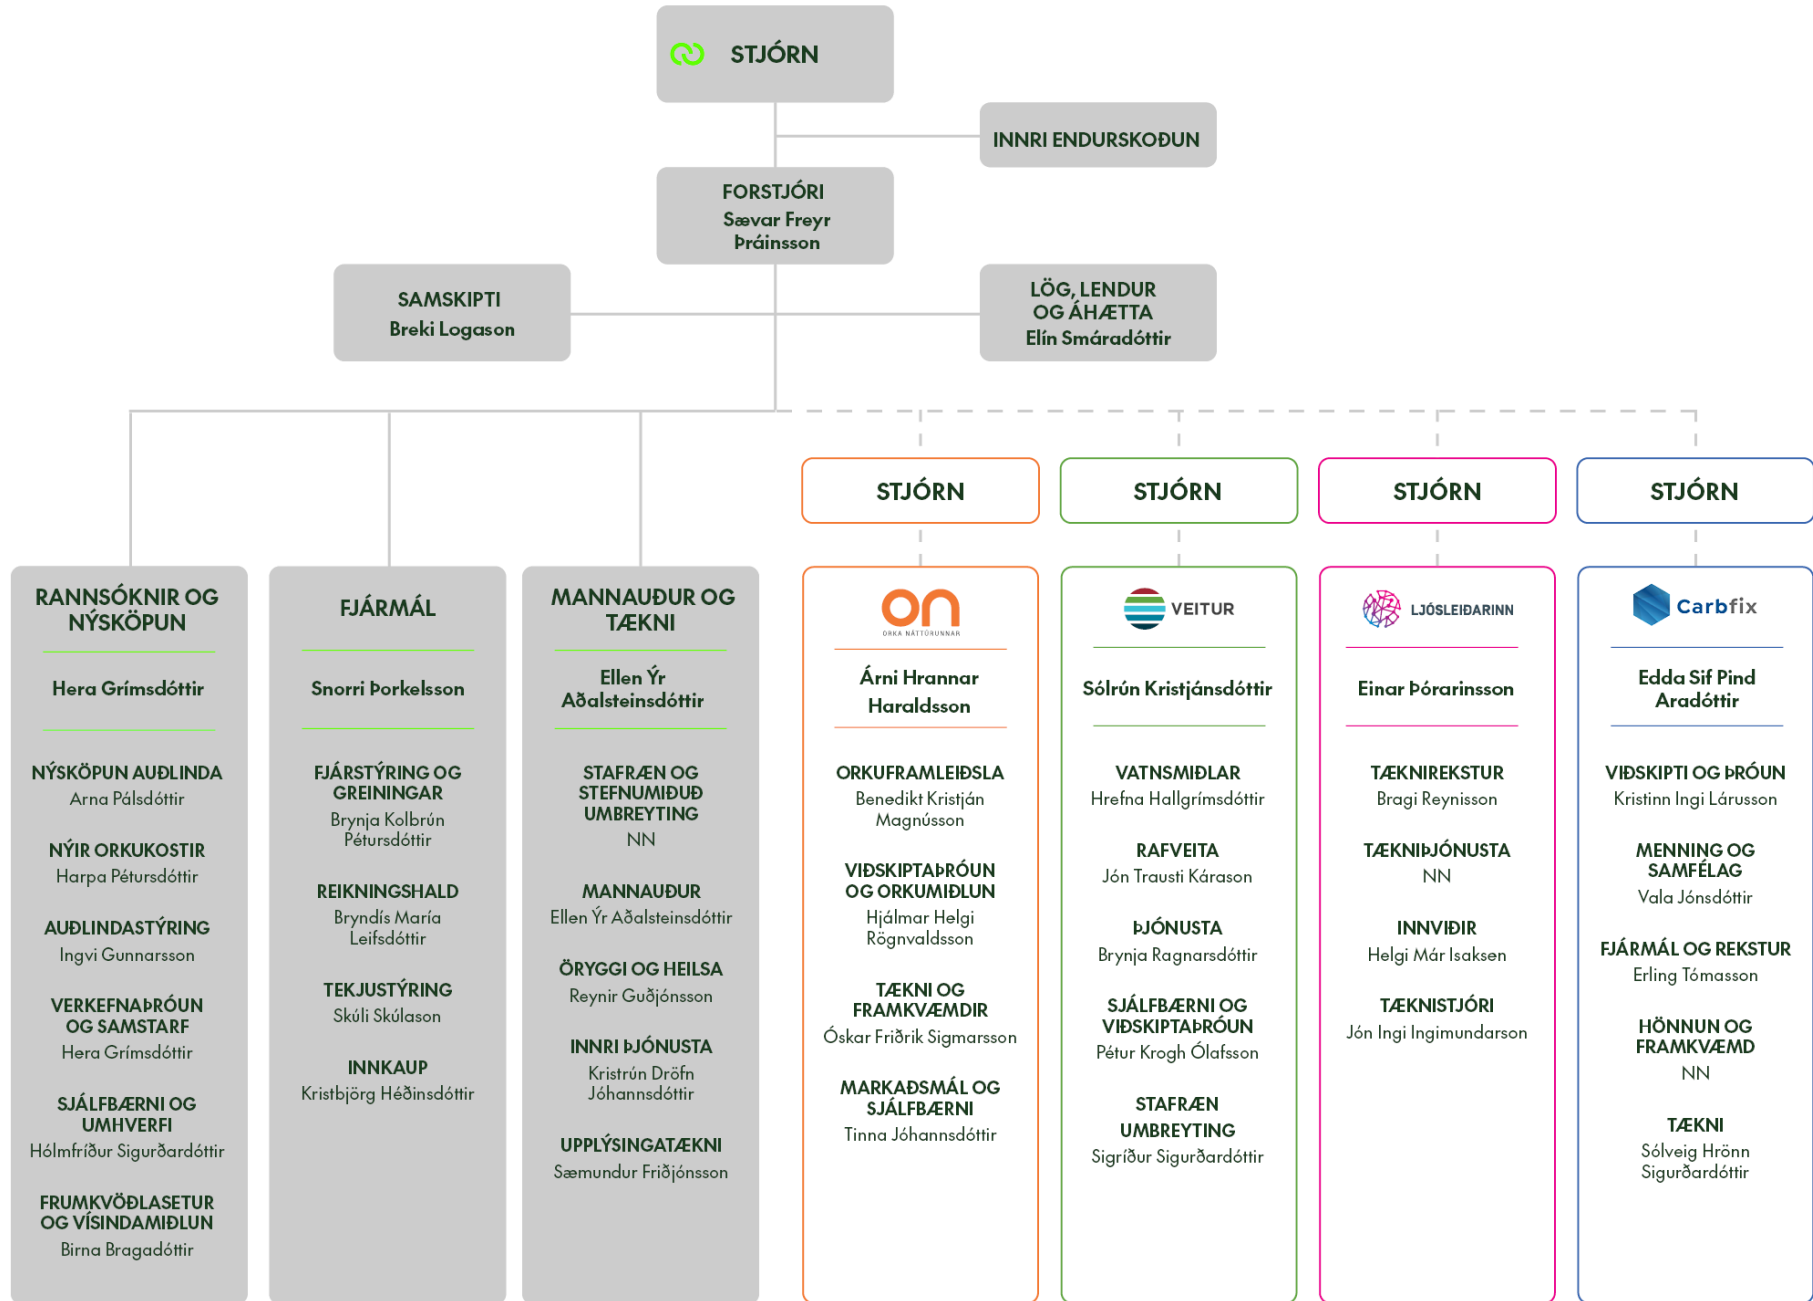 STJÓRN
INNRI ENDURSKOÐUN
FORSTJÓRI
Sævar Freyr
Þráinsson
SAMSKIPTI
Breki Logason
LÖG, LENDUR
OG ÁHÆTTA
Elín Smáradóttir
STJÓRN
STJÓRN
STJÓRN
STJÓRN
RANNSÓKNIR OG
NÝSKÖPUN
Hera Grímsdóttir
NÝSKÖPUN AUÐLINDA
Arna Pálsdóttir
NÝIR ORKUKOSTIR
Harpa Pétursdóttir
AUÐLINDASTÝRING
Ingvi Gunnarsson
VERKEFNAÞRÓUN
OG SAMSTARF
Hera Grímsdóttir
SJÁLFBÆRNI OG
UMHVERFI
Hólmfríður Sigurðardóttir
FRUMKVÖÐLASETUR
OG VÍSINDAMIÐLUN
Birna Bragadóttir
FJÁRMÁL
Snorri Þorkelsson
FJÁRSTÝRING OG
GREININGAR
Brynja Kolbrún
Pétursdóttir
REIKNINGSHALD
Bryndís María
Leifsdóttir
TEKJUSTÝRING
Skúli Skúlason
INNKAUP
Kristbjörg Héðinsdóttir
MANNAUÐUR OG
TÆKNI
Ellen Ýr
Aðalsteinsdóttir
STAFRÆN OG
STEFNUMIÐUÐ
UMBREYTING
NN
MANNAUÐUR
Ellen Ýr Aðalsteinsdóttir
ÖRYGGI OG HEILSA
Reynir Guðjónsson
INNRI ÞJÓNUSTA
Kristrún Dröfn
Jóhannsdóttir
UPPLÝSINGATÆKNI
Sæmundur Friðjónsson
on
ORKA NÁTTÚRUNNAR
Árni Hrannar
Haraldsson
ORKUFRAMLEIÐSLA
Benedikt Kristján
Magnússon
VIÐSKIPTAÞRÓUN
OG ORKUMIÐLUN
Hjálmar Helgi
Rögnvaldsson
TÆKNI OG
FRAMKVÆMDIR
Óskar Friðrik Sigmarsson
MARKAÐSMÁL OG
SJÁLFBÆRNI
Tinna Jóhannsdóttir
VEITUR
Sólrún Kristjánsdóttir
VATNSMIÐLAR
Hrefna Hallgrímsdóttir
RAFVEITA
Jón Trausti Kárason
ÞJÓNUSTA
Brynja Ragnarsdóttir
SJÁLFBÆRNI OG
VIÐSKIPTAÞRÓUN
Pétur Krogh Ólafsson
STAFRÆN
UMBREYTING
Sigríður Sigurðardóttir
LJÓSLEIÐARINN
Einar Þórarinsson
TÆKNIREKSTUR
Bragi Reynisson
TÆKNIÞJÓNUSTA
NN
INNVIÐIR
Helgi Már Isaksen
TÆKNISTJÓRI
Jón Ingi Ingimundarson
Carbfix
Edda Sif Pind
Aradóttir
VIÐSKIPTI OG ÞRÓUN
Kristinn Ingi Lárusson
MENNING OG
SAMFÉLAG
Vala Jónsdóttir
FJÁRMÁL OG REKSTUR
Erling Tómasson
HÖNNUN OG
FRAMKVÆMD
NN
TÆKNI
Sólveig Hrönn
Sigurðardóttir